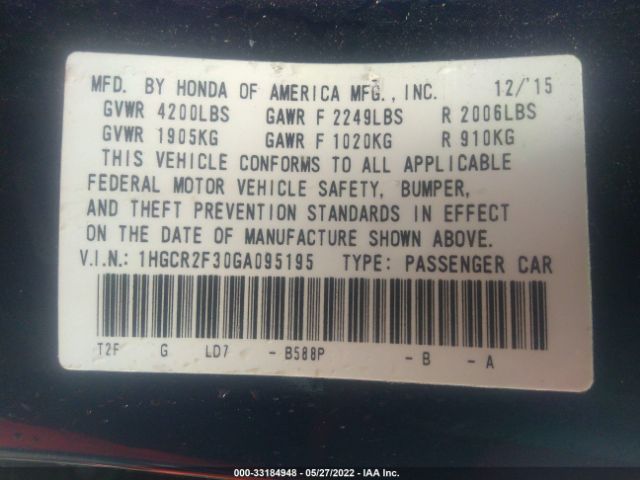 MFD. BY HONDA OF AMERICA MFG., INC. 12/'15
GVWR 4200LBS GAWR F 2249LBS R 2006LBS
GVWR 1905KG GAWR F 1020KG R 910KG
THIS VEHICLE CONFORMS TO ALL APPLICABLE
FEDERAL MOTOR VEHICLE SAFETY, BUMPER,
AND THEFT PREVENTION STANDARDS IN EFFECT
ON THE DATE OF MANUFACTURE SHOWN ABOVE.
V.I.N.: 1HGCR2F30GA095195 TYPE: PASSENGER CAR
T2F G LD7 - B588P - B - A
000-33184948 - 05/27/2022 - IAA Inc.